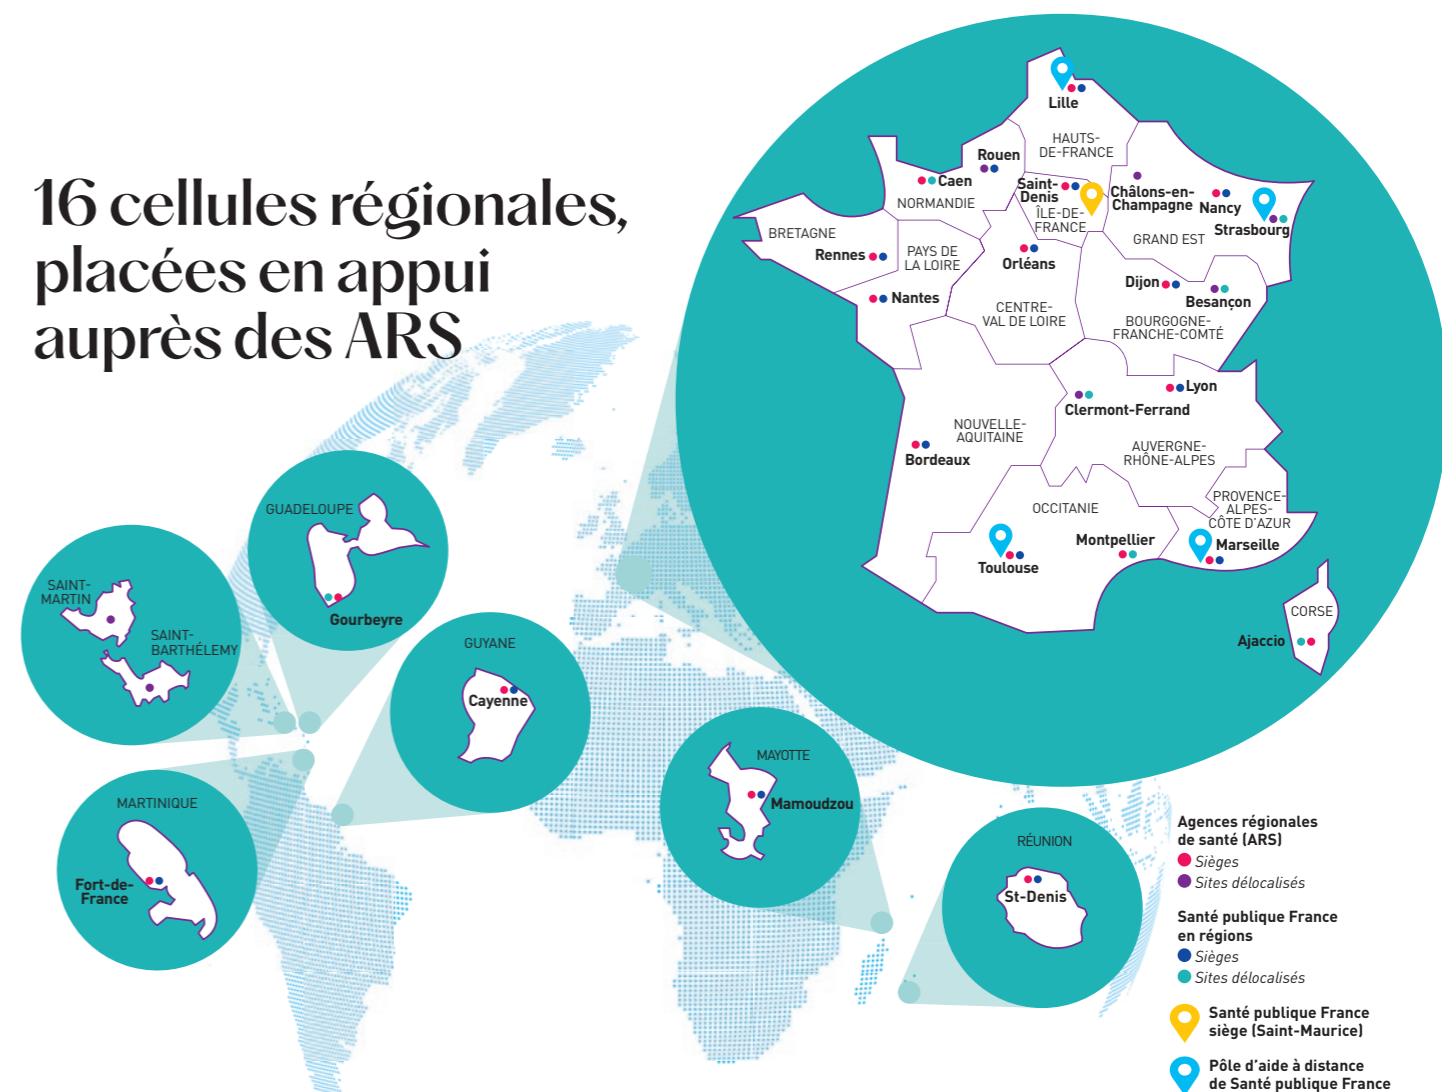 16 cellules régionales,
placées en appui
auprès des ARS
Lille
HAUTS-
DE-FRANCE
Rouen
Caen
NORMANDIE
Saint-
Denis
ÎLE-DE-
FRANCE
Châlons-en-
Champagne
Nancy
Strasbourg
GRAND EST
BRETAGNE
Rennes
PAYS DE
LA LOIRE
Nantes
Orléans
CENTRE-
VAL DE LOIRE
Dijon
Besançon
BOURGOGNE-
FRANCHE-COMTÉ
Lyon
Clermont-Ferrand
AUVERGNE-
RHÔNE-ALPES
NOUVELLE-
AQUITAINE
Bordeaux
OCCITANIE
Toulouse
Montpellier
PROVENCE-
ALPES-
CÔTE D'AZUR
Marseille
CORSE
Ajaccio
GUADELOUPE
Gourbeyre
SAINT-
MARTIN
SAINT-
BARTHÉLEMY
GUYANE
Cayenne
MARTINIQUE
Fort-de-
France
MAYOTTE
Mamoudzou
RÉUNION
St-Denis
Agences régionales
de santé (ARS)
Sièges
Sites délocalisés
Santé publique France
en régions
Sièges
Sites délocalisés
Santé publique France
siège (Saint-Maurice)
Pôle d'aide à distance
de Santé publique France